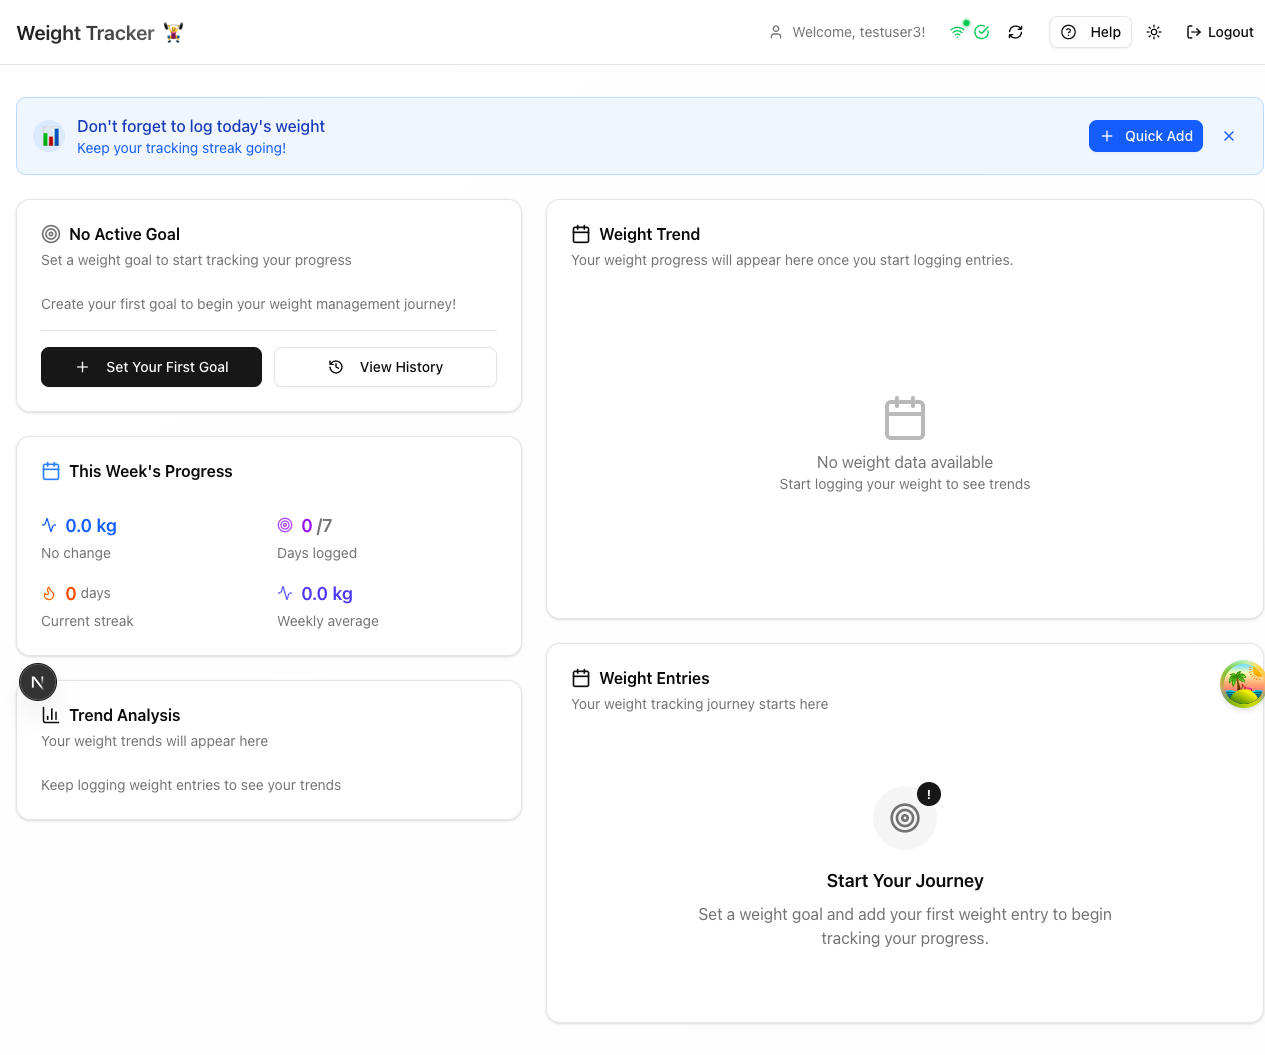 Weight Tracker
Welcome, testuser3!
Help
Logout
Don't forget to log today's weight
Keep your tracking streak going!
Quick Add
No Active Goal
Set a weight goal to start tracking your progress
Create your first goal to begin your weight management journey!
Set Your First Goal
View History
This Week's Progress
0.0 kg
No change
0 /7
Days logged
0 days
Current streak
0.0 kg
Weekly average
N
Trend Analysis
Your weight trends will appear here
Keep logging weight entries to see your trends
Weight Trend
Your weight progress will appear here once you start logging entries.
No weight data available
Start logging your weight to see trends
Weight Entries
Your weight tracking journey starts here
!
Start Your Journey
Set a weight goal and add your first weight entry to begin
tracking your progress.